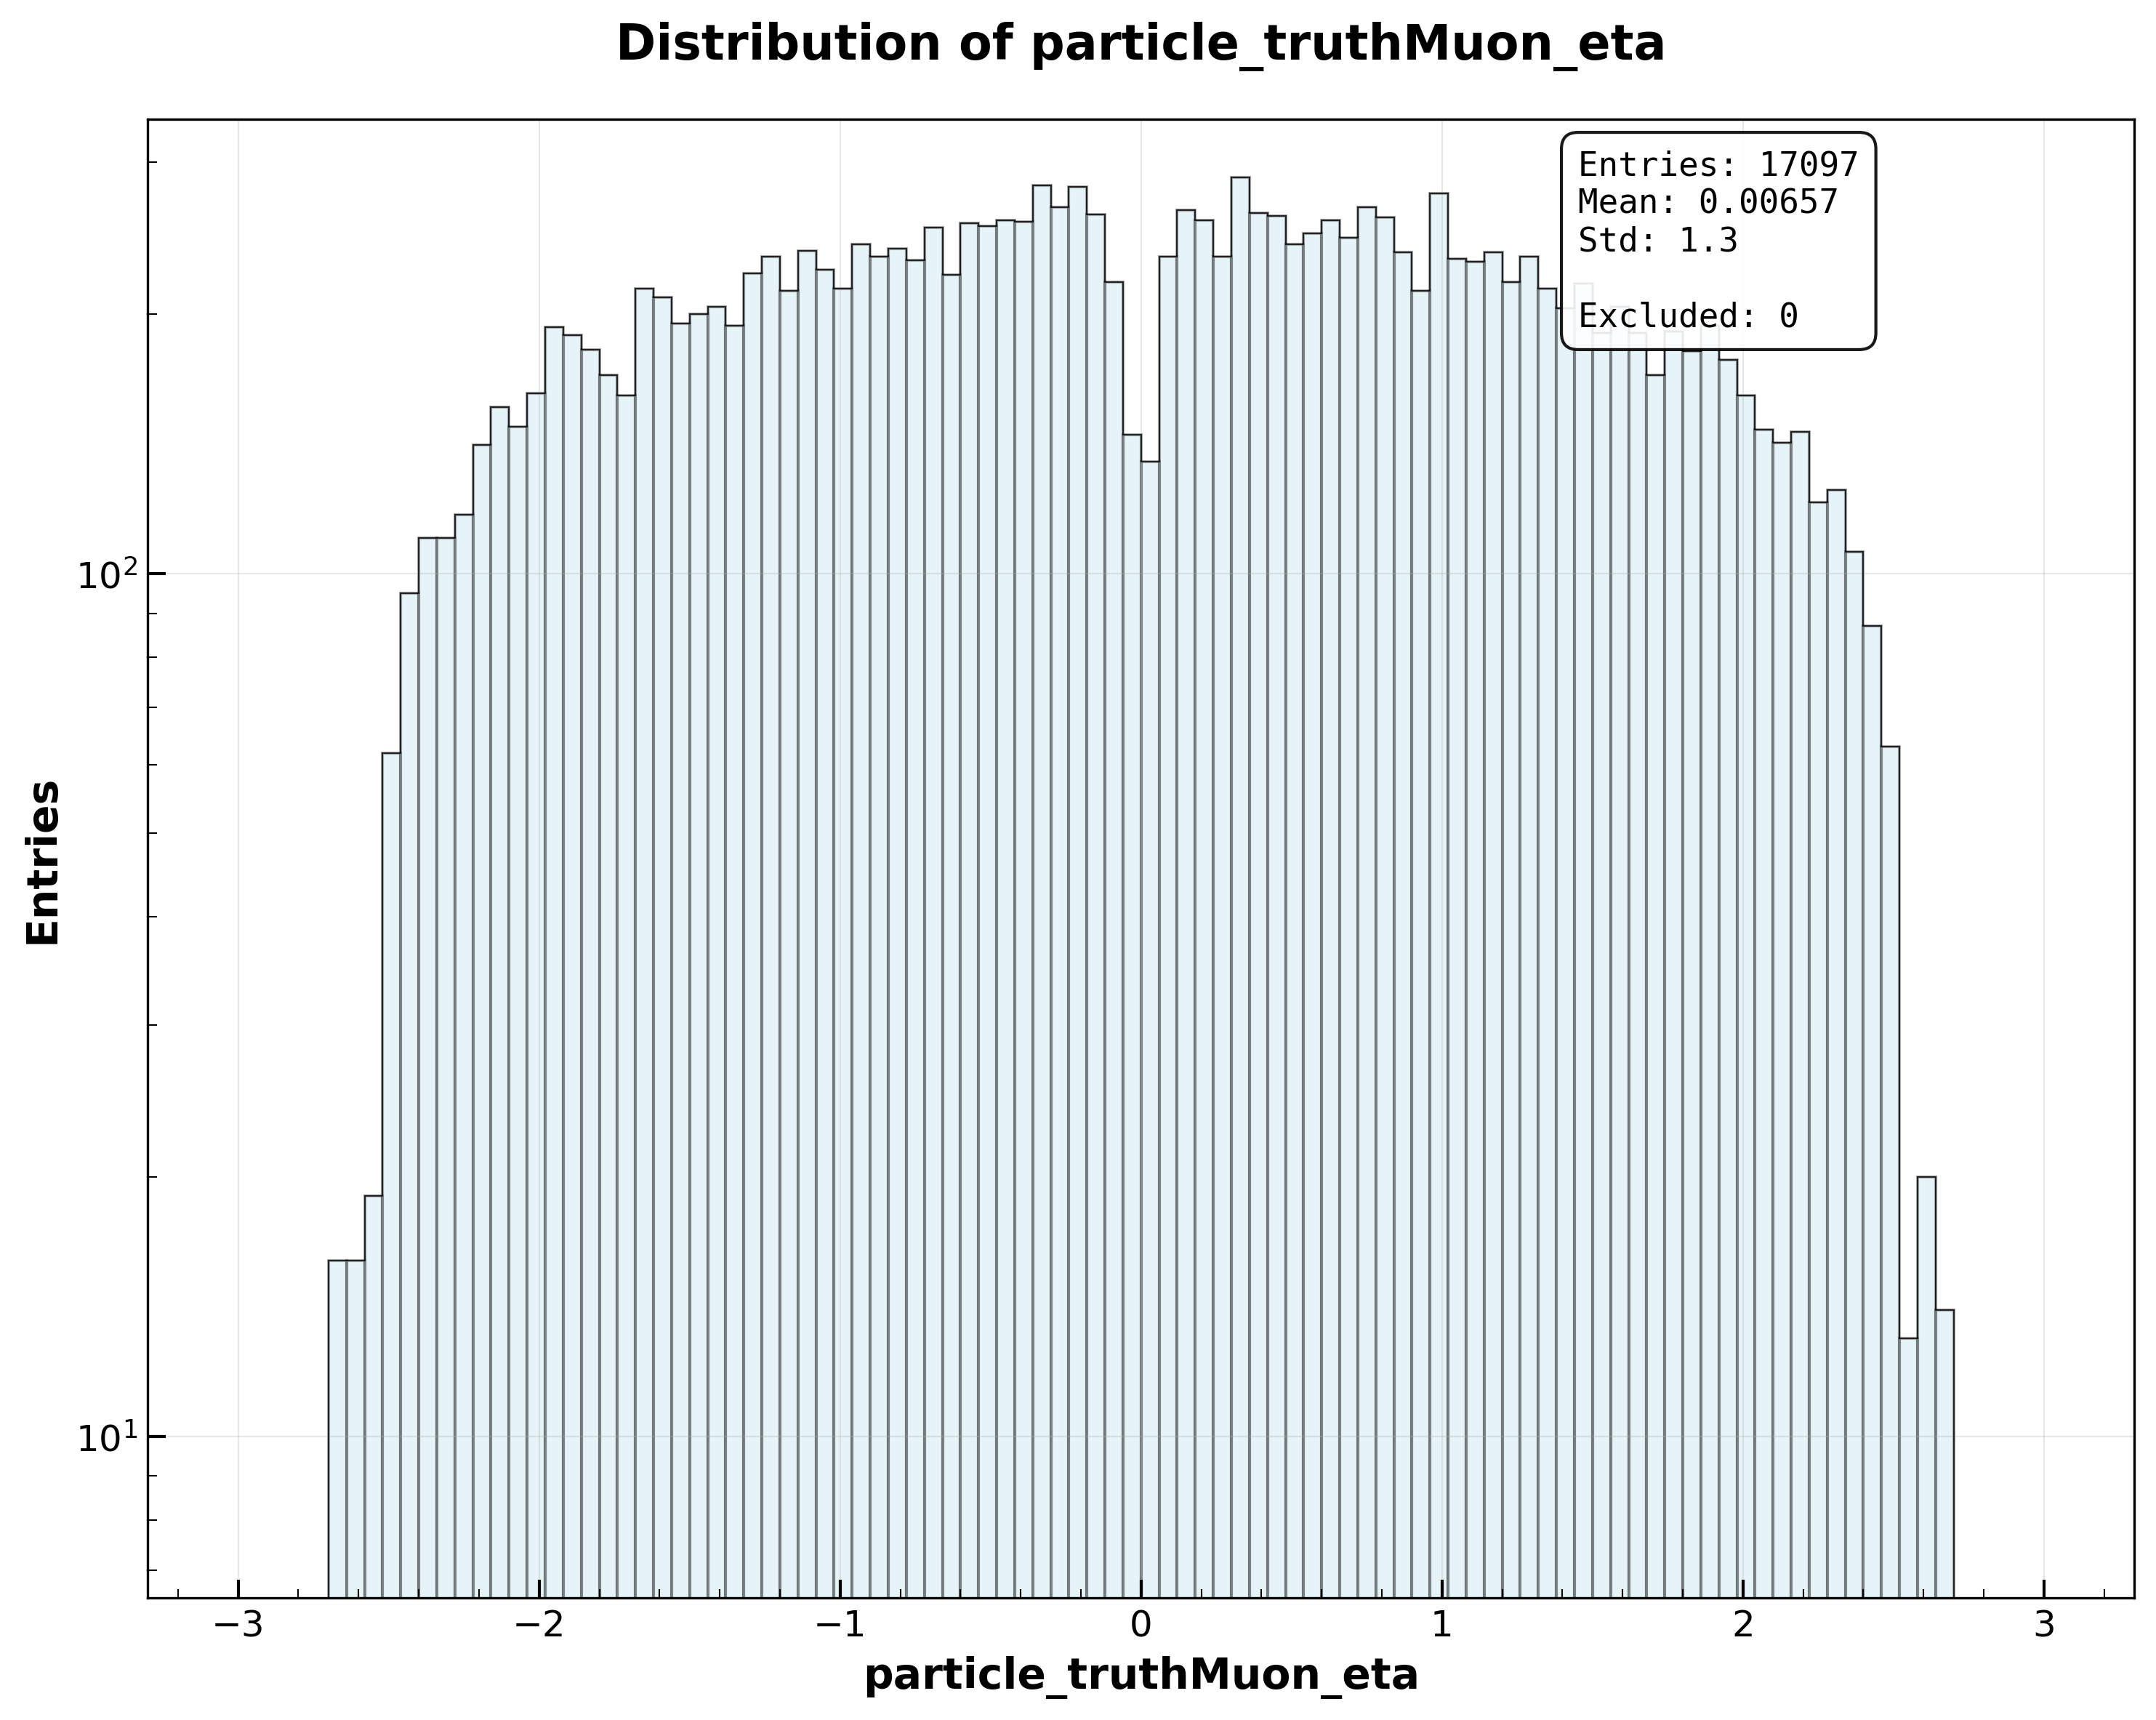 Distribution of particle_truthMuon_eta
Entries: 17097
Mean: 0.00657
Std: 1.3
Excluded: 0
Entries
10²
10¹
−3 −2 −1 0 1 2 3
particle_truthMuon_eta